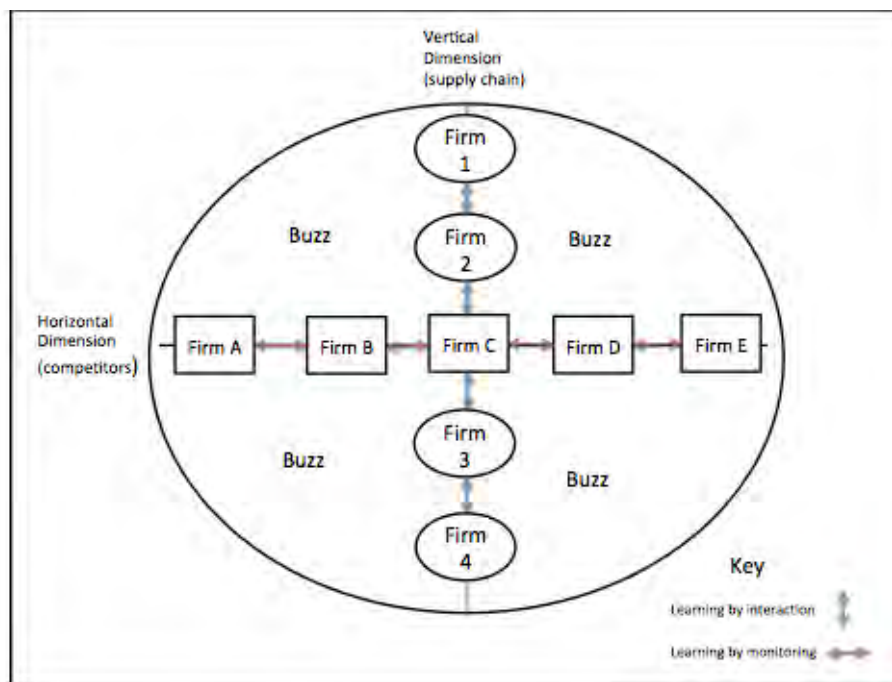 Vertical
Dimension
(supply chain)
Firm
1
Buzz
Firm
2
Buzz
Horizontal
Dimension
(competitors)
Firm A
Firm B
Firm C
Firm D
Firm E
Buzz
Firm
3
Buzz
Firm
4
Key
Learning by interaction
Learning by monitoring